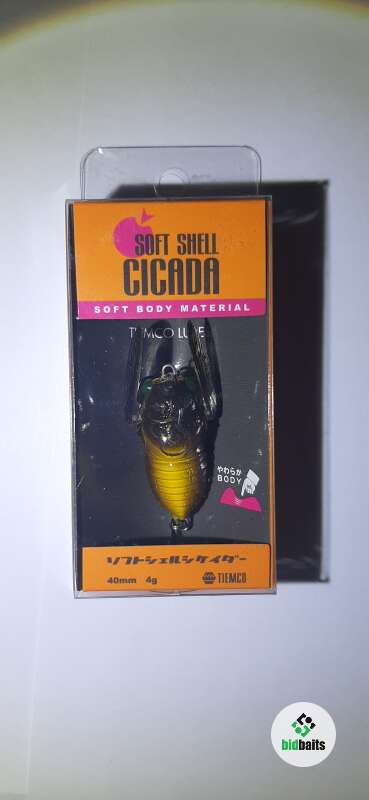 SOFT SHELL
CICADA
SOFT BODY MATERIAL
TIEMCO LURES
やわらか
BODY
ソフトシェルシケイダー
40mm 4g TIEMCO
bidbaits